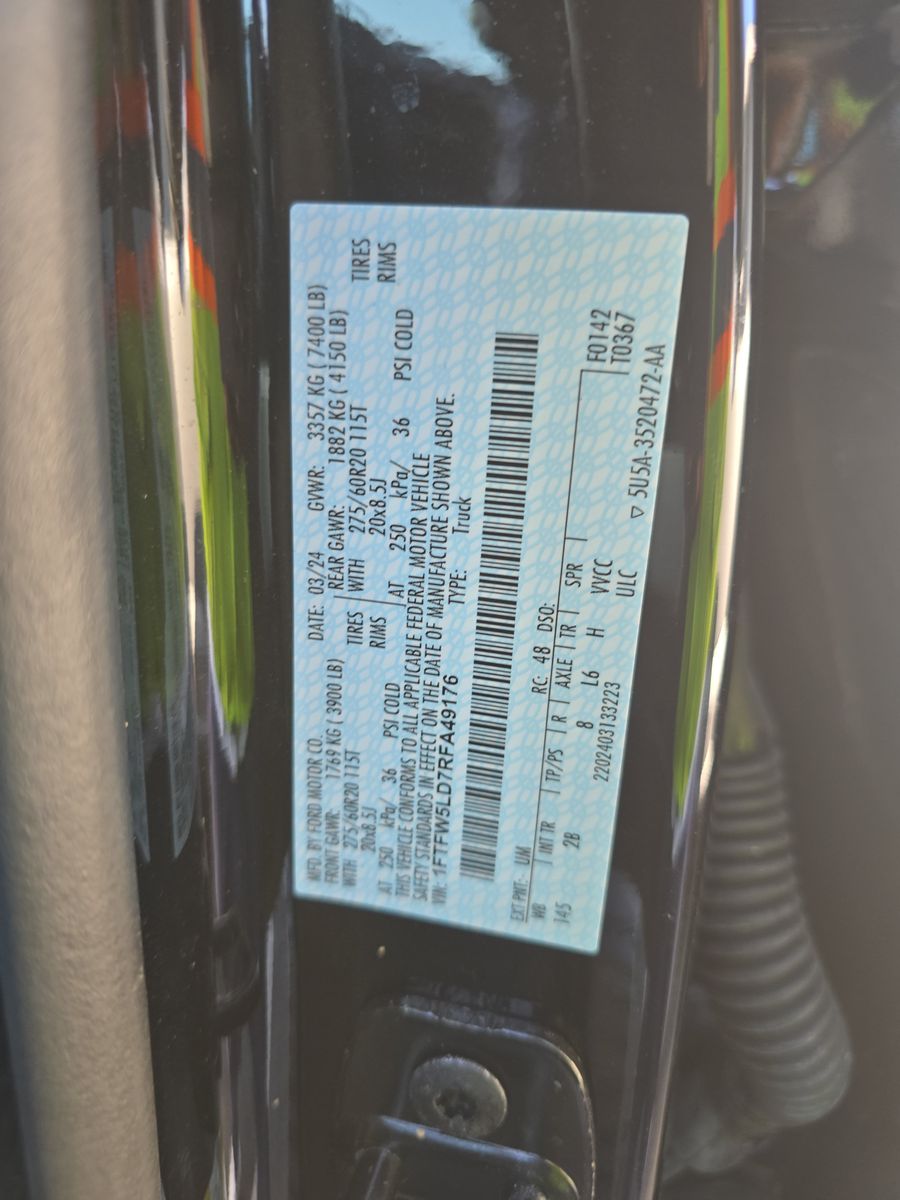 MFD. BY FORD MOTOR CO. DATE: 03/24 GVWR: 3357 KG ( 7400 LB)
FRONT GAWR: 1769 KG ( 3900 LB) REAR GAWR: 1882 KG ( 4150 LB)
WITH 275/60R20 115T TIRES WITH 275/60R20 115T TIRES
20x8.5J RIMS 20x8.5J RIMS
AT 250 kPa/ 36 PSI COLD AT 250 kPa/ 36 PSI COLD
THIS VEHICLE CONFORMS TO ALL APPLICABLE FEDERAL MOTOR VEHICLE
SAFETY STANDARDS IN EFFECT ON THE DATE OF MANUFACTURE SHOWN ABOVE.
VIN: 1FTFW5LD7RFA49176 TYPE: Truck
EXT PNT: UM RC: 48 DSO: F0142
WB INT TR TP/PS R AXLE TR SPR T0367
145 2B 8 L6 H VVCC
2202403133223 ULC ▽ 5U5A-3520472-AA